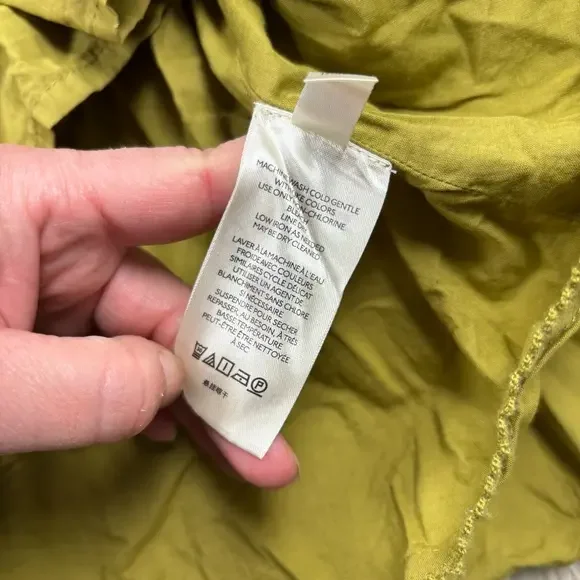 MACHINE WASH COLD GENTLE
WITH LIKE COLORS
USE ONLY NON-CHLORINE
BLEACH
LINE DRY
LOW IRON AS NEEDED
MAY BE DRY CLEANED
LAVER À LA MACHINE À L'EAU
FROIDE AVEC COULEURS
SIMILAIRES CYCLE DÉLICAT
UTILISER UN AGENT DE
BLANCHIMENT SANS CHLORE
SI NÉCESSAIRE
SUSPENDRE POUR SÉCHER
REPASSER, AU BESOIN, À TRÈS
BASSE TEMPÉRATURE
PEUT-ÊTRE ÊTRE NETTOYÉE
À SEC
P